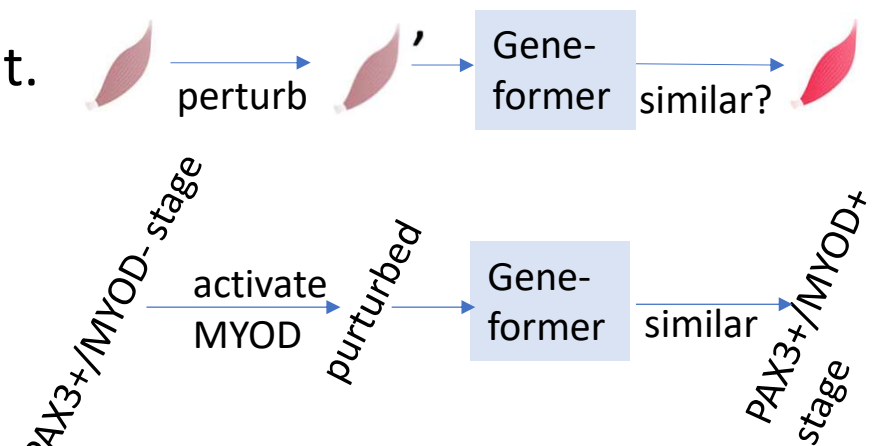 t.
perturb
’
Gene-
former
similar?
PAX3+/MYOD- stage
activate
MYOD
purturbed
Gene-
former
similar
PAX3+/MYOD+
stage